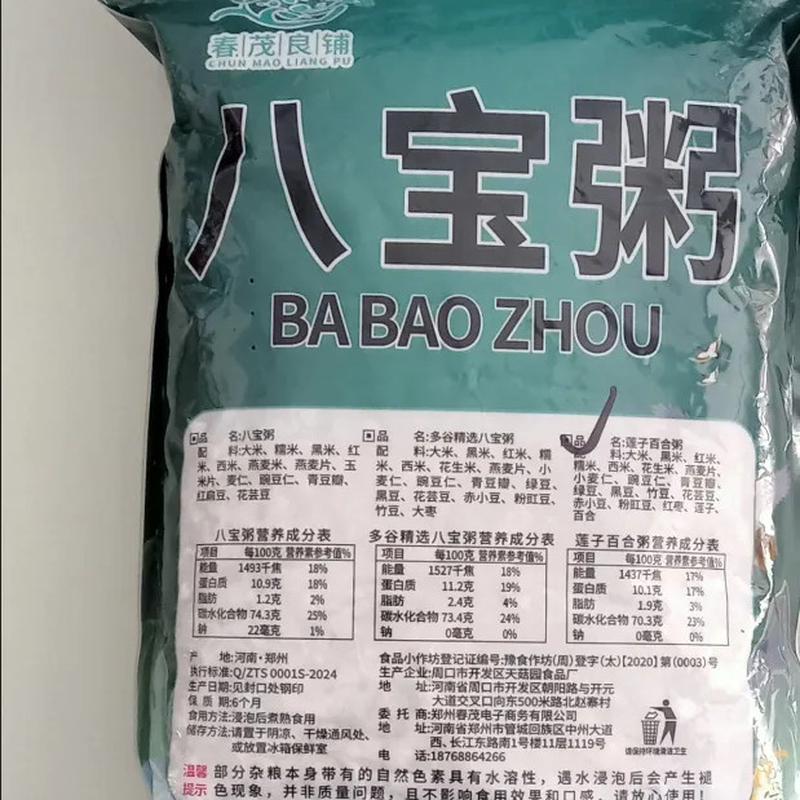 春茂良铺
CHUN MAO LIANG PU
八宝粥
BA BAO ZHOU
品 名:八宝粥
配 料:大米、糯米、黑米、红
米、西米、燕麦米、燕麦片、玉
米片、麦仁、豌豆仁、青豆瓣、
红扁豆、花芸豆
品 名:多谷精选八宝粥
配 料:大米、黑米、红米、糯
米、西米、花生米、燕麦片、小
麦仁、豌豆仁、青豆瓣、绿豆、
黑豆、花芸豆、赤小豆、粉豇豆、
竹豆、大枣
品 名:莲子百合粥
料:大米、黑米、红米、
糯米、西米、花生米、燕麦片、
小麦仁、豌豆仁、青豆瓣、
绿豆、黑豆、竹豆、花芸豆、
赤小豆、粉豇豆、红枣、莲子、
百合
八宝粥营养成分表
项目 每100克 营养素参考值%
能量 1493千焦 18%
蛋白质 10.9克 18%
脂肪 1.2克 2%
碳水化合物 74.3克 25%
钠 22毫克 1%
多谷精选八宝粥营养成分表
项目 每100克 营养素参考值%
能量 1527千焦 18%
蛋白质 11.2克 19%
脂肪 2.4克 4%
碳水化合物 73.4克 24%
钠 0毫克 0%
莲子百合粥营养成分表
项目 每100克 营养素参考值%
能量 1437千焦 17%
蛋白质 10.1克 17%
脂肪 1.9克 3%
碳水化合物 70.3克 23%
钠 0毫克 0%
产 地:河南·郑州
执行标准:Q/ZTS 0001S-2024
生产日期:见封口处钢印
保 质 期:6个月
食用方法:浸泡后煮熟食用
储存方法:请置于阴凉、干燥通风处、
或放置冰箱保鲜室
食品小作坊登记证编号:豫食作坊(周)登字(太)【2020】第(0003)号
生产企业:周口市开发区天菇园食品厂
地 址:河南省周口市开发区朝阳路与开元
大道交叉口向东500米路北赵寨村
委 托 商:郑州春茂电子商务有限公司
地 址:河南省郑州市管城回族区中州大道
西、长江东路南1号楼11层1119号
电 话:18768864266
请保持环境清洁卫生
温馨提示
部分杂粮本身带有的自然色素具有水溶性，遇水浸泡后会产生褪
色现象，并非质量问题，且不影响食用效果和口感，请放心使用！